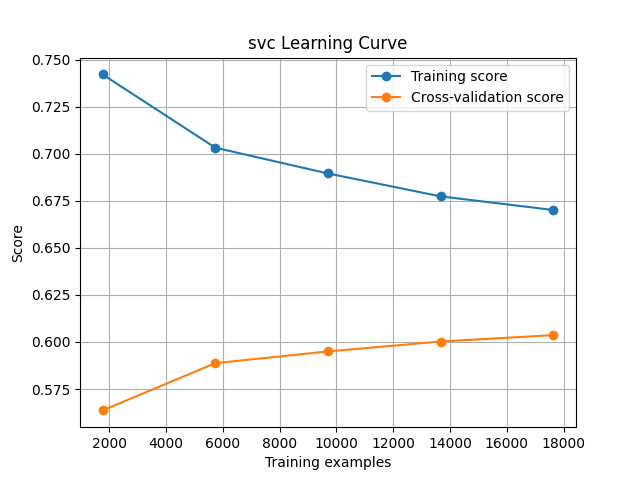 svc Learning Curve
Training score
Cross-validation score
0.750
0.725
0.700
0.675
0.650
0.625
0.600
0.575
Score
2000 4000 6000 8000 10000 12000 14000 16000 18000
Training examples